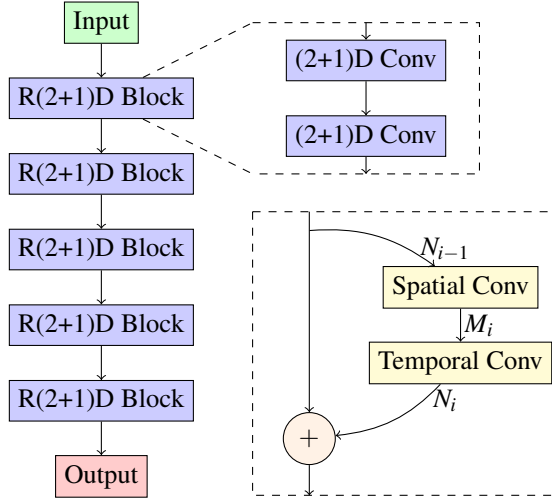 Input
R(2+1)D Block
R(2+1)D Block
R(2+1)D Block
R(2+1)D Block
R(2+1)D Block
Output
(2+1)D Conv
(2+1)D Conv
N_{i−1}
Spatial Conv
M_i
Temporal Conv
N_i
+